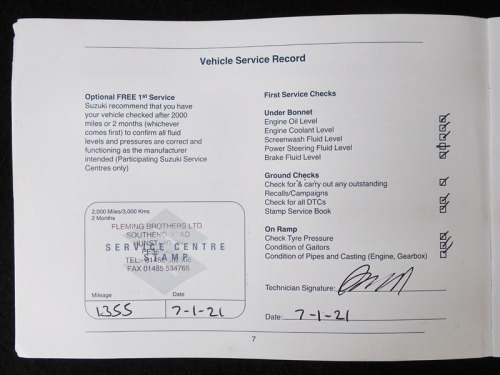 Vehicle Service Record
Optional FREE 1st Service
Suzuki recommend that you have
your vehicle checked after 2000
miles or 2 months (whichever
comes first) to confirm all fluid
levels and pressures are correct and
functioning as the manufacturer
intended (Participating Suzuki Service
Centres only)
2,000 Miles/3,000 Kms
2 Months
FLEMING BROTHERS LTD
SERVICE CENTRE
STAMP
FAX 01485 534765
Mileage Date
1355 7-1-21
First Service Checks
Under Bonnet
Engine Oil Level
Engine Coolant Level
Screenwash Fluid Level
Power Steering Fluid Level
Brake Fluid Level
Ground Checks
Check for & carry out any outstanding
Recalls/Campaigns
Check for all DTCs
Stamp Service Book
On Ramp
Check Tyre Pressure
Condition of Gaitors
Condition of Pipes and Casting (Engine, Gearbox)
Technician Signature:
Date: 7-1-21
7